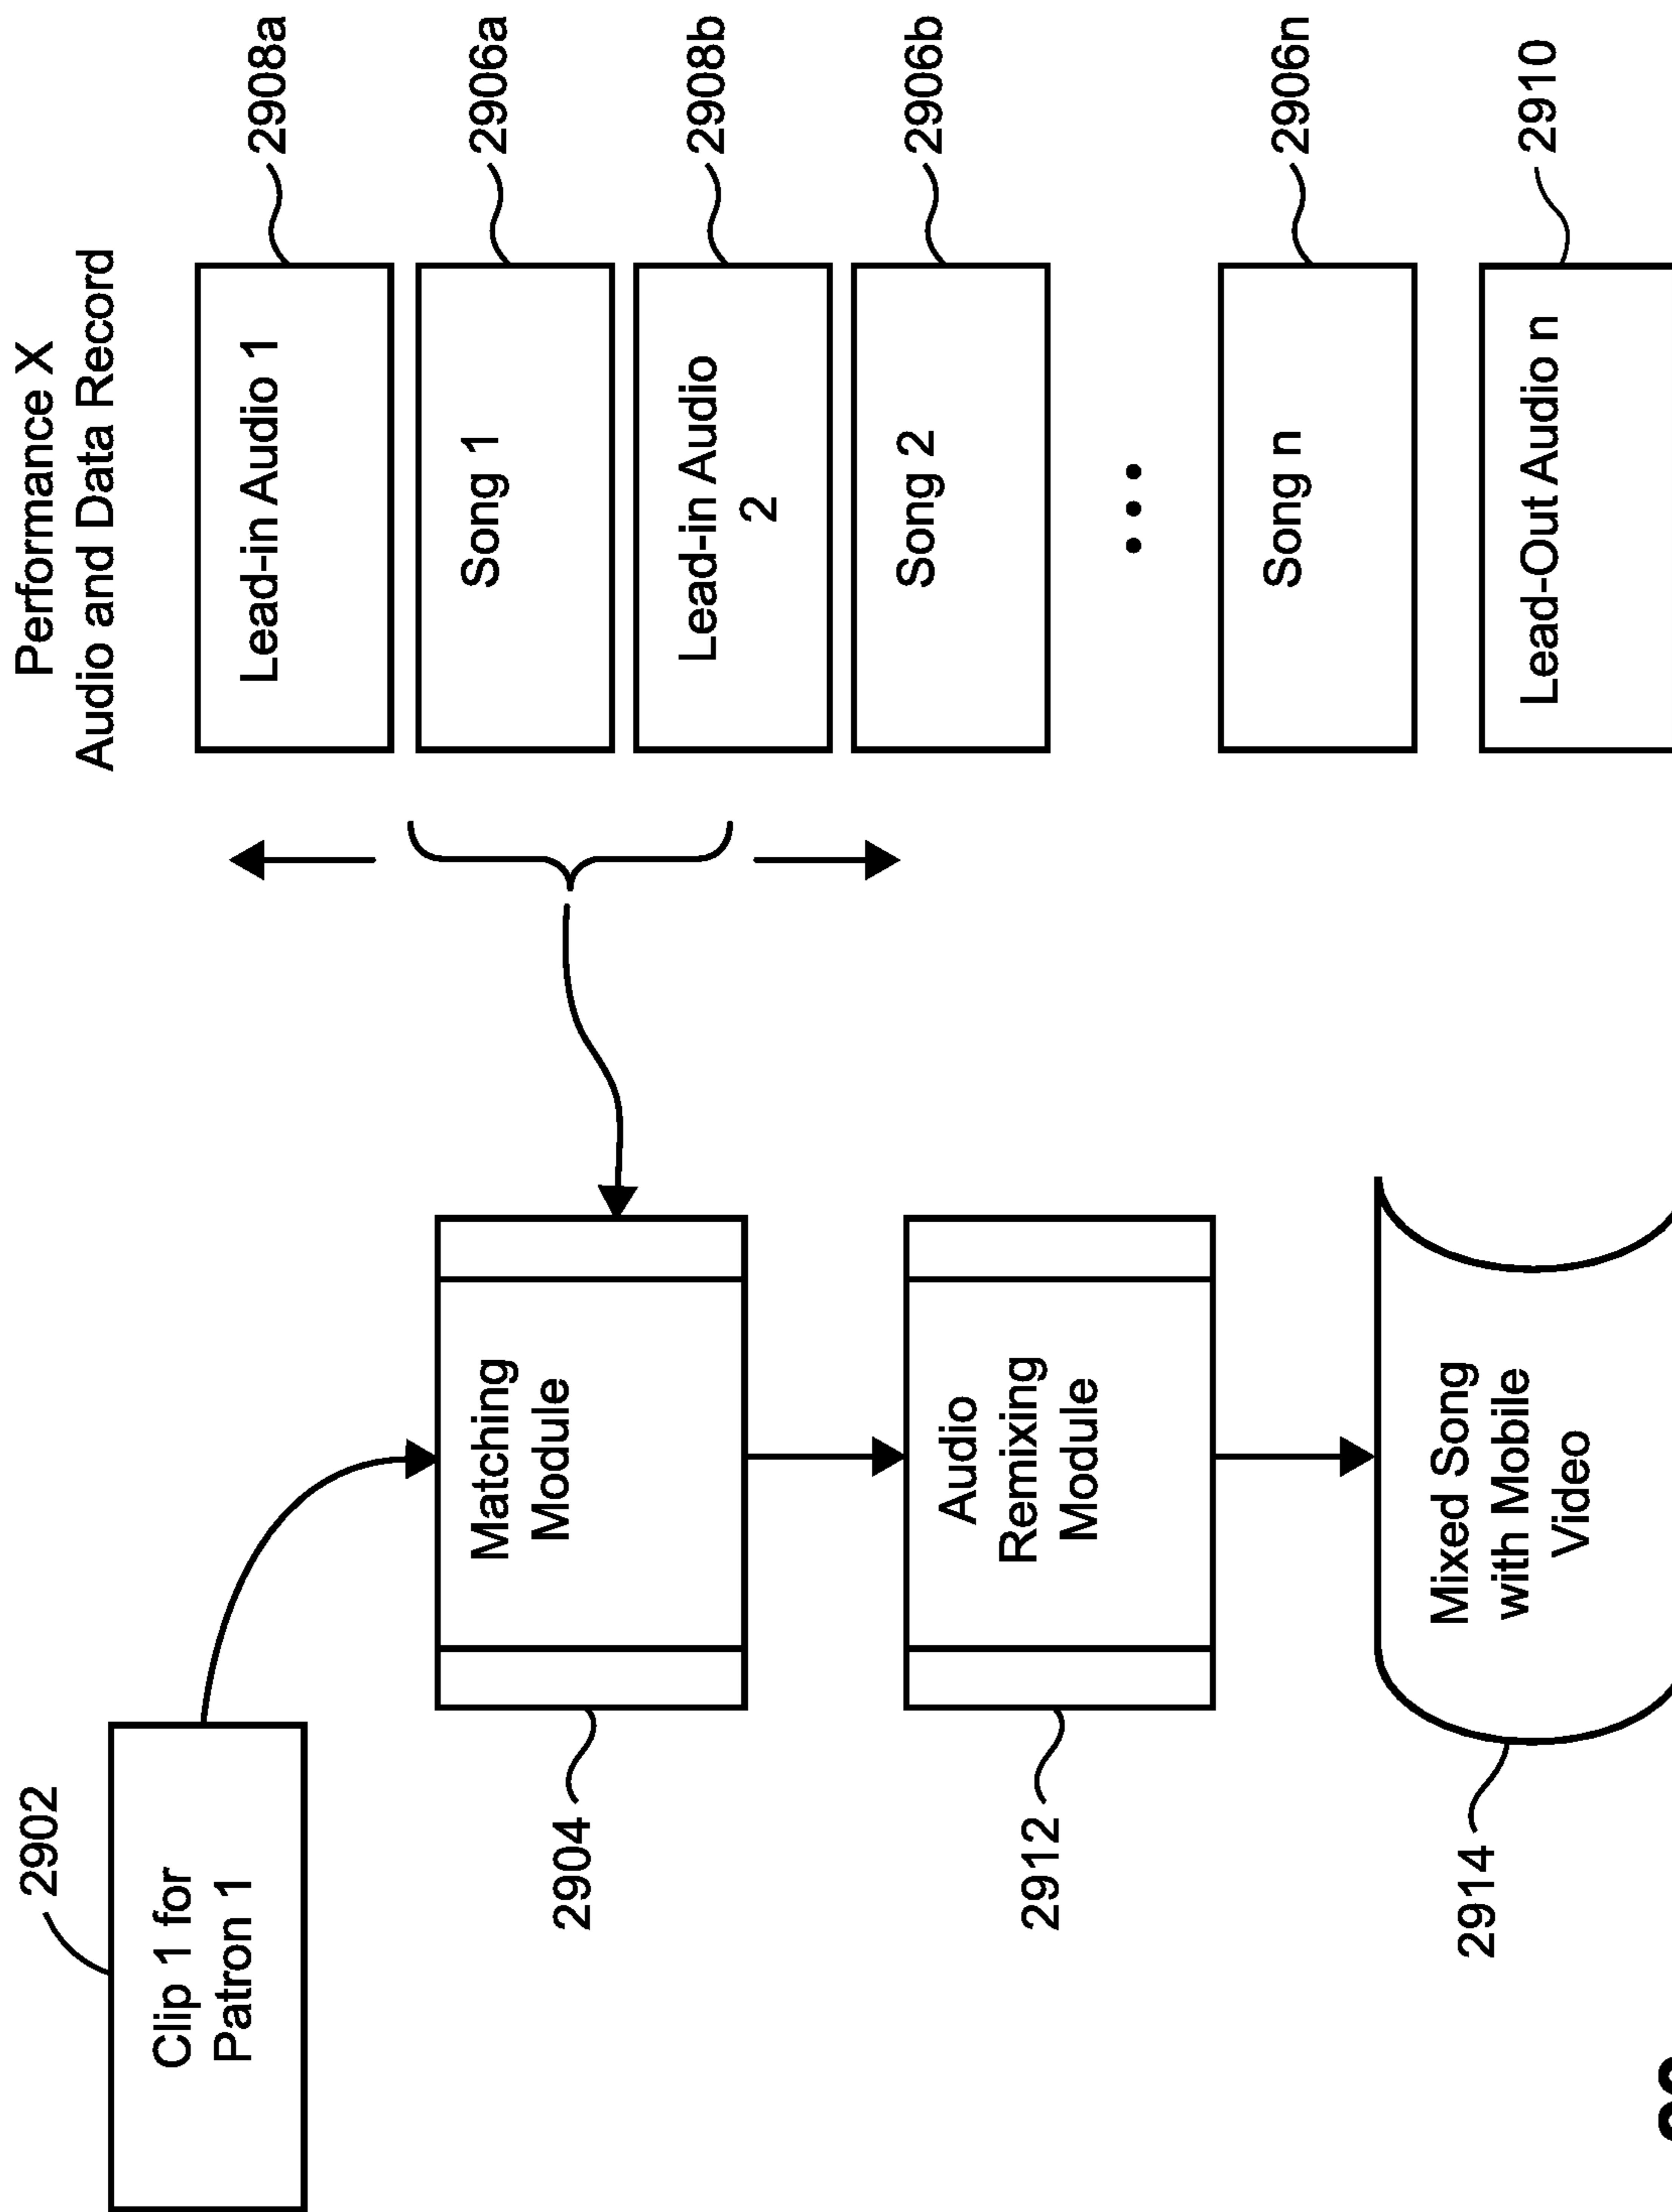 Performance X
Audio and Data Record
2902
Clip 1 for
Patron 1
Lead-in Audio 1
2908a
Song 1
2906a
2904
Matching
Module
Lead-in Audio
2
2908b
Song 2
2906b
2912
Audio
Remixing
Module
Song n
2906n
2914
Mixed Song
with Mobile
Video
Lead-Out Audio n
2910